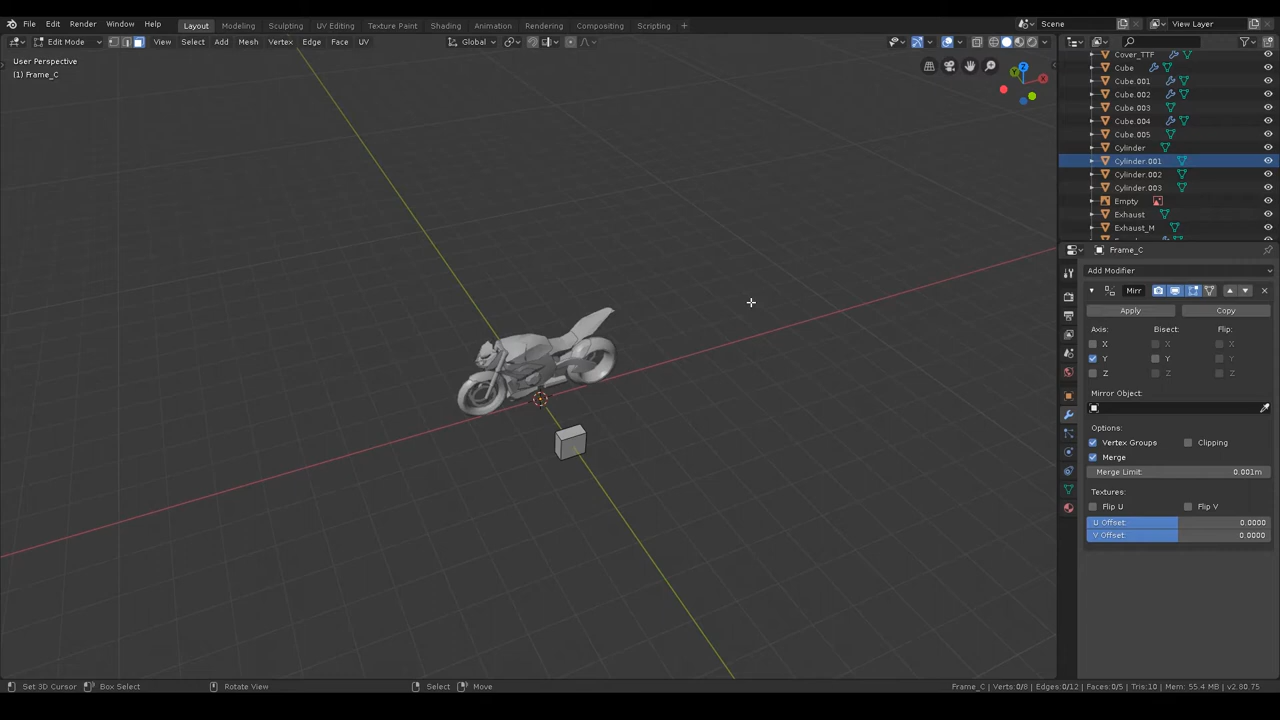 File Edit Render Window Help Layout Modeling Sculpting UV Editing Texture Paint Shading Animation Rendering Compositing Scripting + Scene View Layer
Edit Mode View Select Add Mesh Vertex Edge Face UV Global
User Perspective
(1) Frame_C
Z
Y
X
Cover_TTF
Cube
Cube.001
Cube.002
Cube.003
Cube.004
Cube.005
Cylinder
Cylinder.001
Cylinder.002
Cylinder.003
Empty
Exhaust
Exhaust_M
Frame_C
Add Modifier
Mirr
Apply Copy
Axis: Bisect: Flip:
X X X
Y Y Y
Z Z Z
Mirror Object:
Options:
Vertex Groups Clipping
Merge
Merge Limit: 0.001m
Textures:
Flip U Flip V
U Offset: 0.0000
V Offset: 0.0000
Set 3D Cursor Box Select Rotate View Select Move Frame_C | Verts:0/8 | Edges:0/12 | Faces:0/5 | Tris:10 | Mem: 55.4 MB | v2.80.75